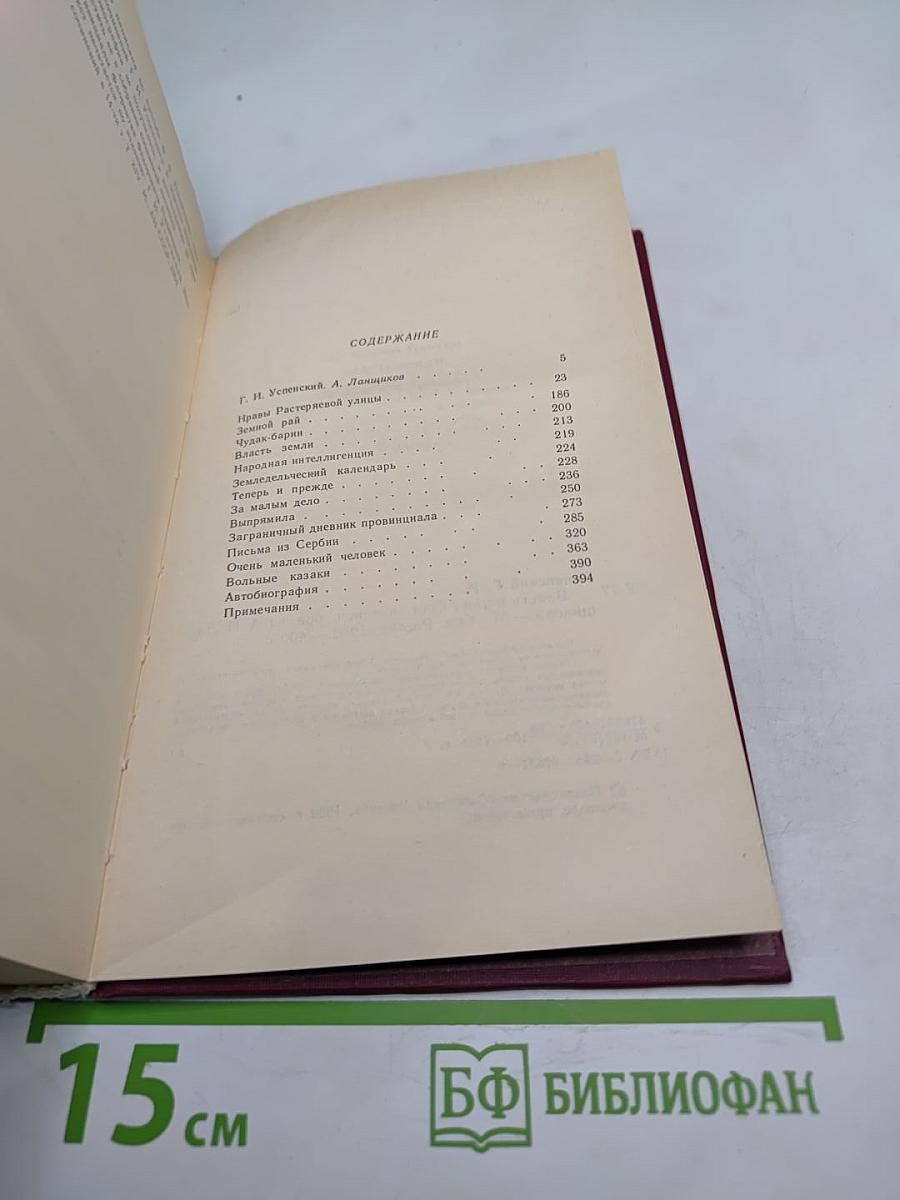 СОДЕРЖАНИЕ
Г. И. Успенский. А. Ланщиков . . . . . 5
Нравы Растеряевой улицы . . . . . . . . . 23
Земной рай . . . . . . . . . 186
Чудак-барин . . . . . . . . . 200
Власть земли . . . . . . . . . 213
Народная интеллигенция . . . . . . 219
Земледельческий календарь . . . . . 224
Теперь и прежде . . . . . . . . 228
За малым дело . . . . . . . . 236
Выпрямила . . . . . . . . . 250
Заграничный дневник провинциала . . . . 273
Письма из Сербии . . . . . . . 285
Очень маленький человек . . . . . . 320
Вольные казаки . . . . . . . . 363
Автобиография . . . . . . . . 390
Примечания . . . . . . . . 394
15 см
БФ БИБЛИОФАН